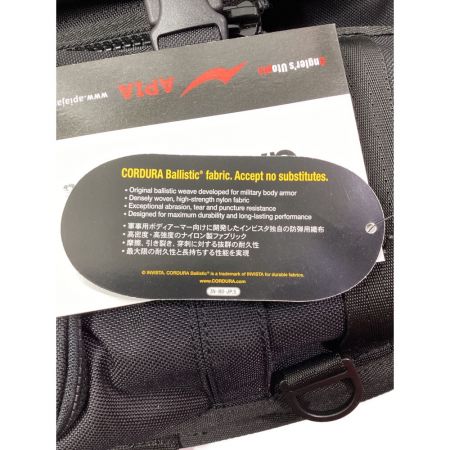 Angler's Utopia
APIA
www.apiaja
CORDURA Ballistic® fabric. Accept no substitutes.
• Original ballistic weave developed for military body armor
• Densely woven, high-strength nylon fabric
• Exceptional abrasion, tear and puncture resistance
• Designed for maximum durability and long-lasting performance
• 軍事用ボディアーマー向けに開発したインビスタ独自の防弾用織布
• 高密度・高強度のナイロン製ファブリック
• 摩擦、引き裂き、穿刺に対する抜群の耐久性
• 最大限の耐久性と長持ちする性能を実現
© INVISTA. CORDURA Ballistic® is a trademark of INVISTA for durable fabrics.
www.CORDURA.com